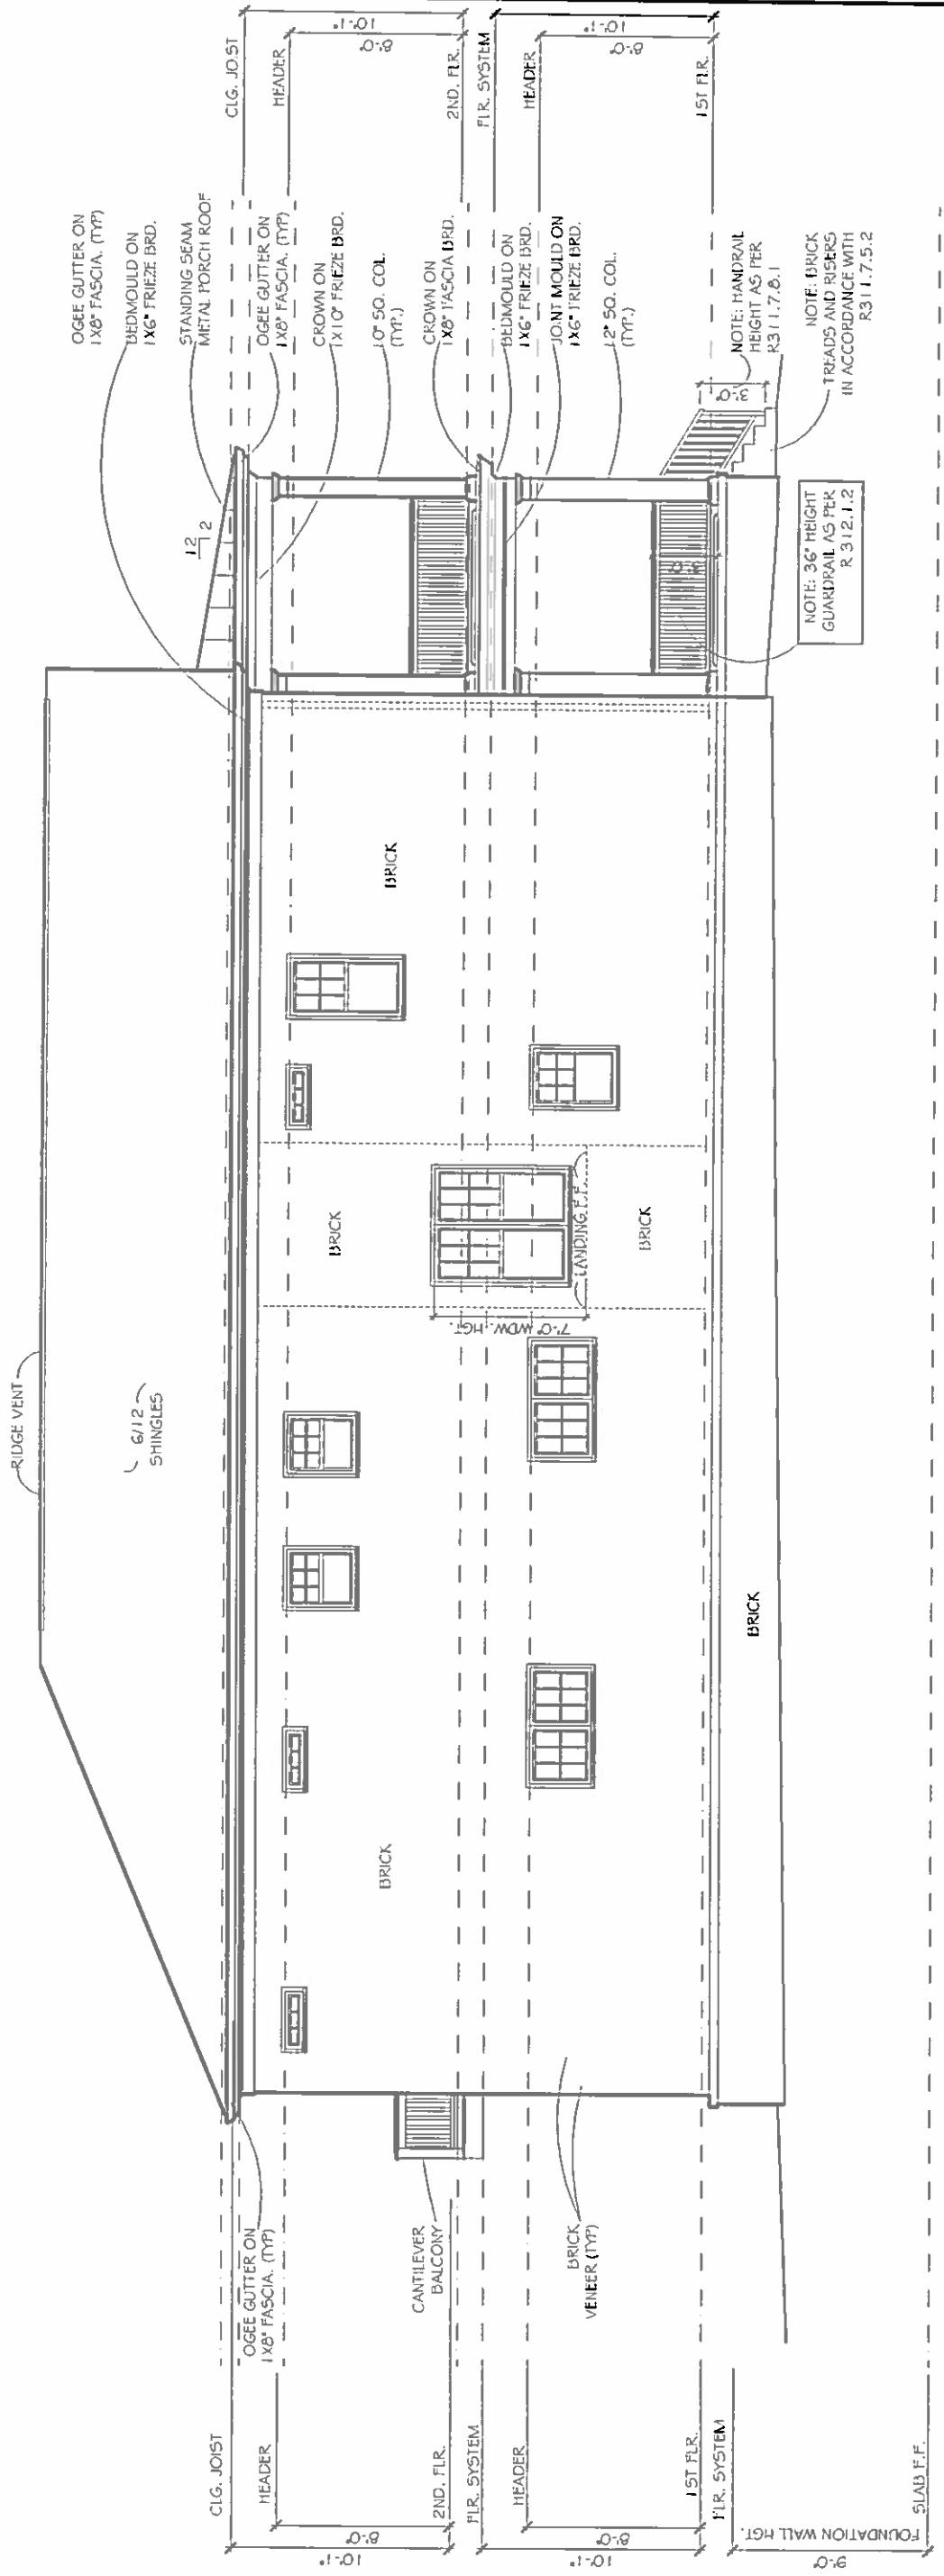 RIDGE VENT
6/12
SHINGLES
12
2
OGEE GUTTER ON
1X8" FASCIA. (TYP)
BEDMOULD ON
1X6" FRIEZE BRD.
STANDING SEAM
METAL PORCH ROOF
OGEE GUTTER ON
1X8" FASCIA. (TYP)
CROWN ON
1X10" FRIEZE BRD.
10" SQ. COL.
(TYP.)
CROWN ON
1X8" FASCIA BRD.
BEDMOULD ON
1X6" FRIEZE BRD.
JOINT MOULD ON
1X6" FRIEZE BRD.
12" SQ. COL.
(TYP.)
NOTE: HANDRAIL
HEIGHT AS PER
R311.7.8.1
3'-0"
NOTE: BRICK
TREADS AND RISERS
IN ACCORDANCE WITH
R311.7.5.2
NOTE: 36" HEIGHT
GUARDRAIL AS PER
R 312.1.2
CLG. JOIST
HEADER
2ND. FLR.
FLR. SYSTEM
HEADER
1ST FLR.
10'-1"
8'-0"
10'-1"
8'-0"
BRICK
BRICK
BRICK
BRICK
BRICK
LANDING F.F.
7'-0" WDW. HGT.
OGEE GUTTER ON
1X8" FASCIA. (TYP)
CANTILEVER
BALCONY
BRICK
VENEER (TYP)
CLG. JOIST
HEADER
2ND. FLR.
FLR. SYSTEM
HEADER
1ST FLR.
FLR. SYSTEM
SLAB F.F.
10'-1"
8'-0"
10'-1"
8'-0"
9'-0"
FOUNDATION WALL HGT.